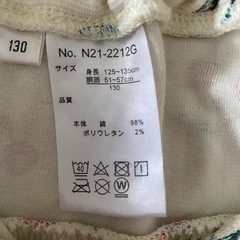 130
No. N21-2212G
サイズ
身長 125~135cm
胴囲 51~57cm
130
品質
本体 綿 98%
ポリウレタン 2%
40
W